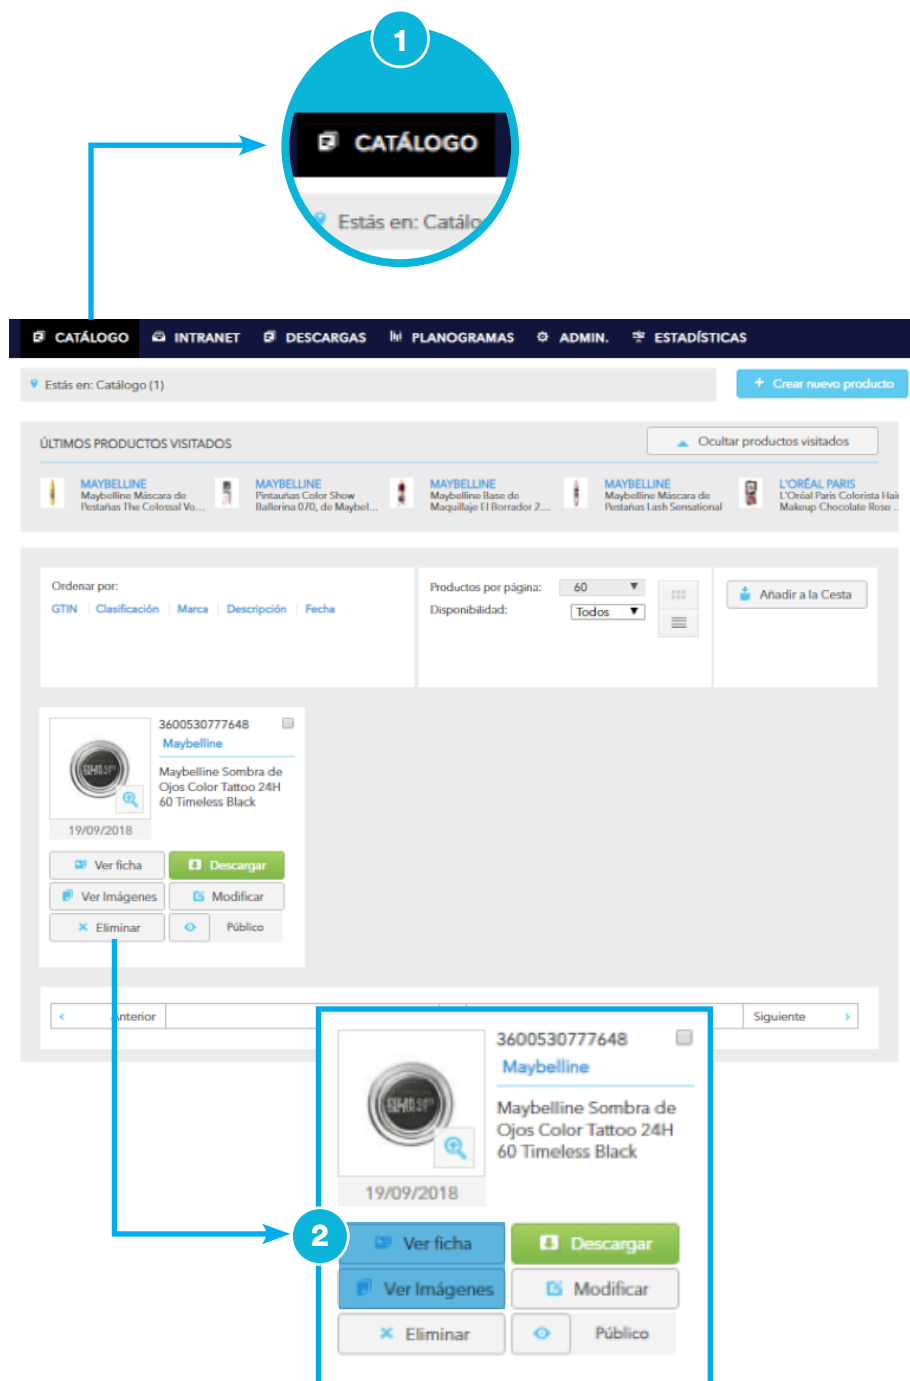 1
CATÁLOGO
Estás en: Catálo
CATÁLOGO INTRANET DESCARGAS PLANOGRAMAS ADMIN. ESTADÍSTICAS
Estás en: Catálogo (1)
+ Crear nuevo producto
ÚLTIMOS PRODUCTOS VISITADOS
Ocultar productos visitados
MAYBELLINE
Maybelline Máscara de
Pestañas The Colossal Vo...
MAYBELLINE
Pintauñas Color Show
Ballerina 070, de Maybel...
MAYBELLINE
Maybelline Base de
Maquillaje El Borrador 2...
MAYBELLINE
Maybelline Máscara de
Pestañas Lash Sensational
L'ORÉAL PARIS
L'Oréal Paris Colorista Hai
Makeup Chocolate Rose ..
Ordenar por:
GTIN Clasificación Marca Descripción Fecha
Productos por página: 60
Disponibilidad: Todos
Añadir a la Cesta
3600530777648
Maybelline
Maybelline Sombra de
Ojos Color Tattoo 24H
60 Timeless Black
19/09/2018
Ver ficha Descargar
Ver Imágenes Modificar
Eliminar Público
Anterior
Siguiente
3600530777648
Maybelline
Maybelline Sombra de
Ojos Color Tattoo 24H
60 Timeless Black
19/09/2018
2
Ver ficha Descargar
Ver Imágenes Modificar
Eliminar Público